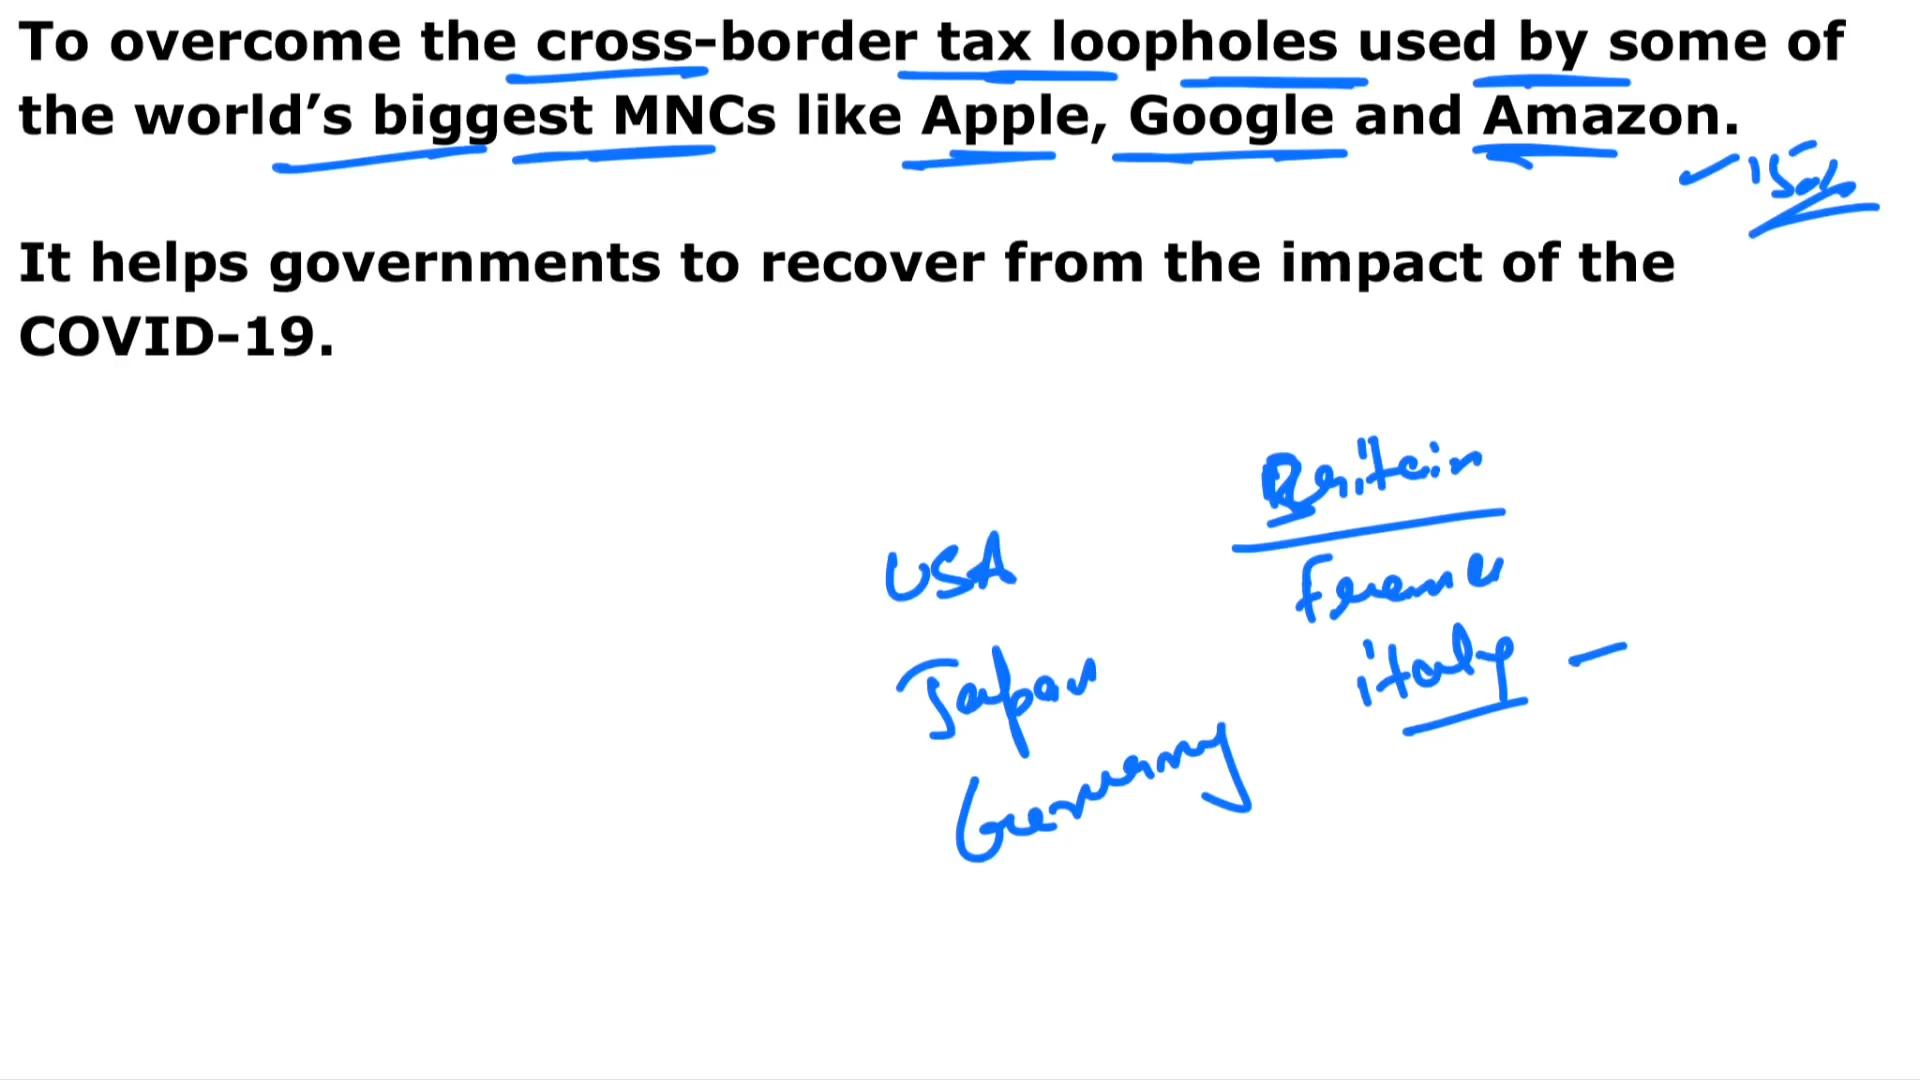 To overcome the cross-border tax loopholes used by some of
the world’s biggest MNCs like Apple, Google and Amazon.
15%
It helps governments to recover from the impact of the
COVID-19.
Britain
USA
France
italy
Japan
Germany